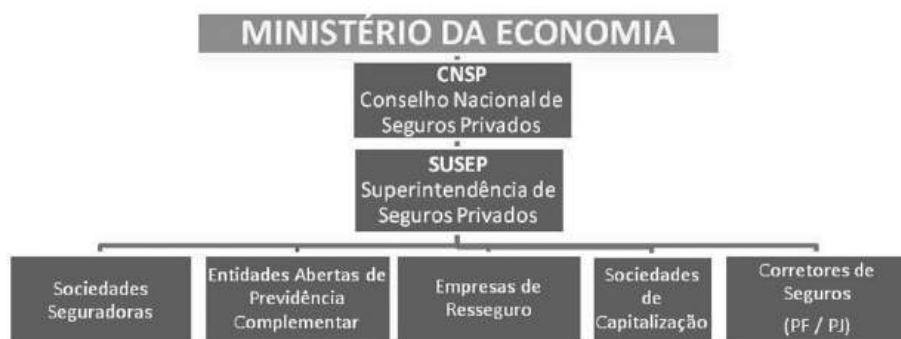 MINISTÉRIO DA ECONOMIA
CNSP
Conselho Nacional de
Seguros Privados
SUSEP
Superintendência de
Seguros Privados
Sociedades
Seguradoras
Entidades Abertas de
Previdência
Complementar
Empresas de
Resseguro
Sociedades
de
Capitalização
Corretores de
Seguros
(PF / PJ)